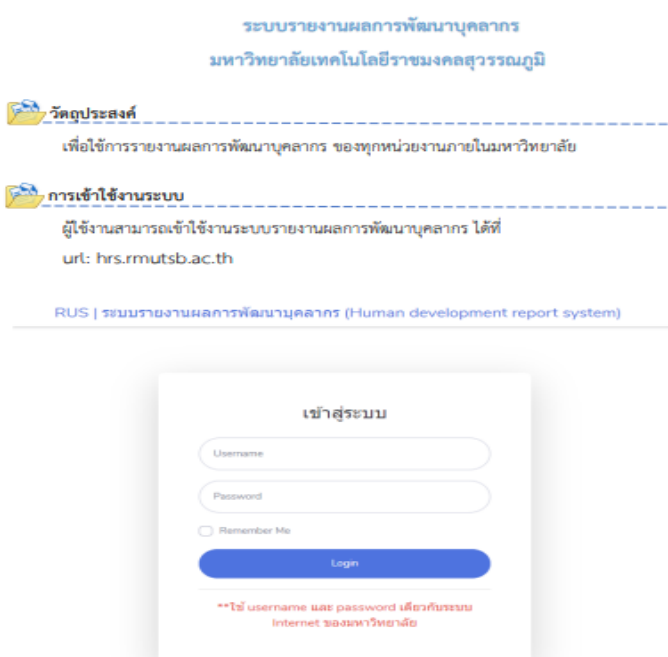 ระบบรายงานผลการพัฒนาบุคลากร
มหาวิทยาลัยเทคโนโลยีราชมงคลสุวรรณภูมิ
วัตถุประสงค์
เพื่อใช้การรายงานผลการพัฒนาบุคลากร ของทุกหน่วยงานภายในมหาวิทยาลัย
การเข้าใช้งานระบบ
ผู้ใช้งานสามารถเข้าใช้งานระบบรายงานผลการพัฒนาบุคลากร ได้ที่
url: hrs.rmutsb.ac.th
RUS | ระบบรายงานผลการพัฒนาบุคลากร (Human development report system)
เข้าสู่ระบบ
Username
Password
Remember Me
Login
**ใช้ username และ password เดียวกับระบบ
Internet ของมหาวิทยาลัย